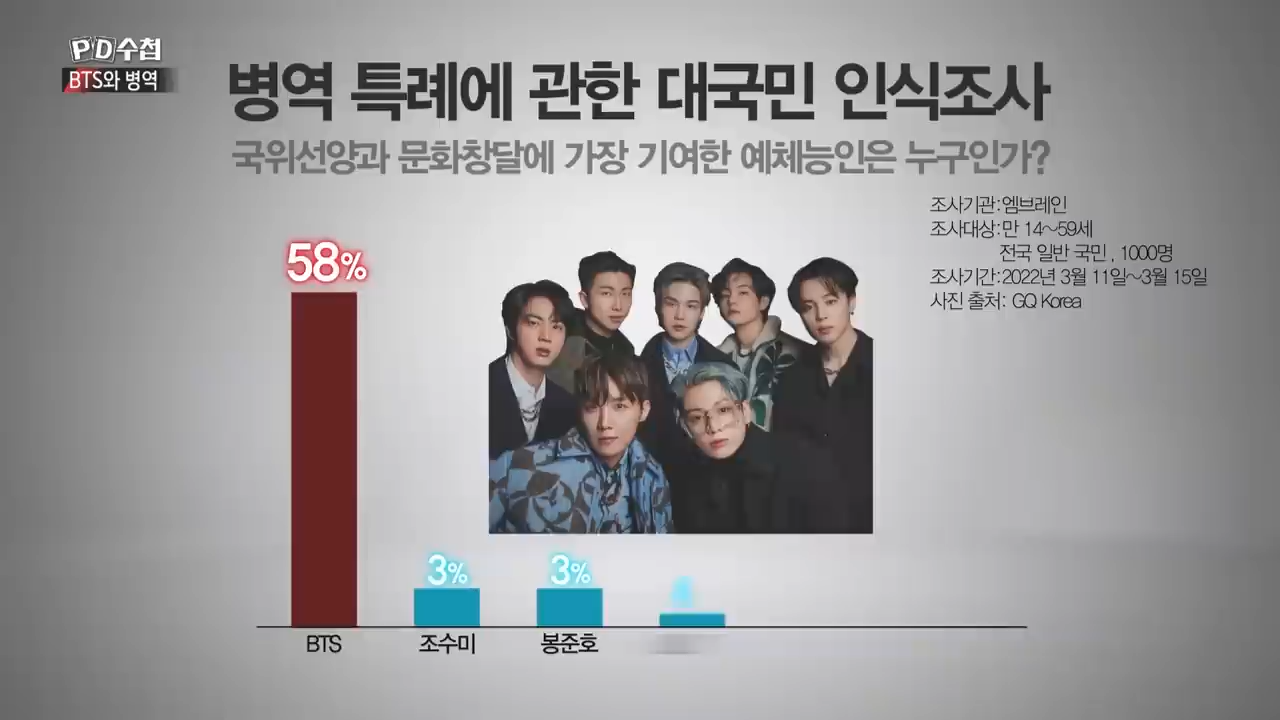 PD수첩
BTS와 병역
병역 특례에 관한 대국민 인식조사
국위선양과 문화창달에 가장 기여한 예체능인은 누구인가?
조사기관:엠브레인
조사대상:만 14~59세
전국 일반 국민, 1000명
조사기간:2022년 3월 11일~3월 15일
사진 출처: GQ Korea
58%
3%
3%
BTS
조수미
봉준호